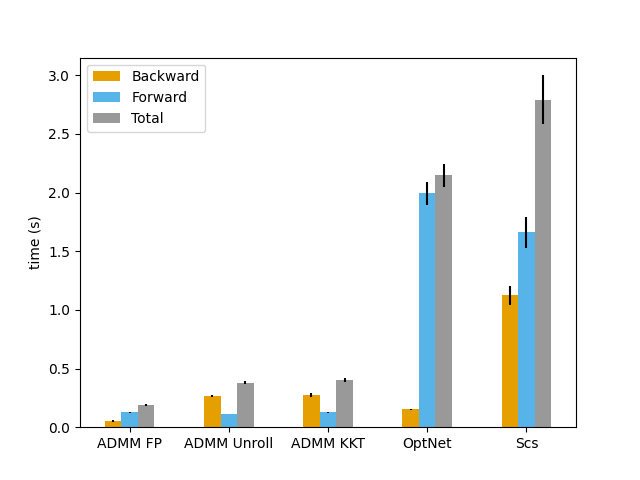 3.0
2.5
2.0
1.5
1.0
0.5
0.0
time (s)
Backward
Forward
Total
ADMM FP
ADMM Unroll
ADMM KKT
OptNet
Scs